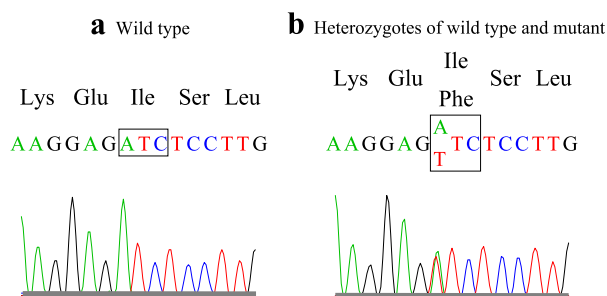 a Wild type
Lys Glu Ile Ser Leu
AAGGAGATCTCCTTG
b Heterozygotes of wild type and mutant
Ile
Lys Glu Ser Leu
Phe
A
AAGGAG TCTCCTTG
T